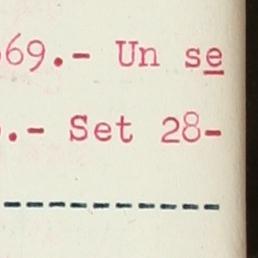 69.- Un se
.- Set 28-
-----------